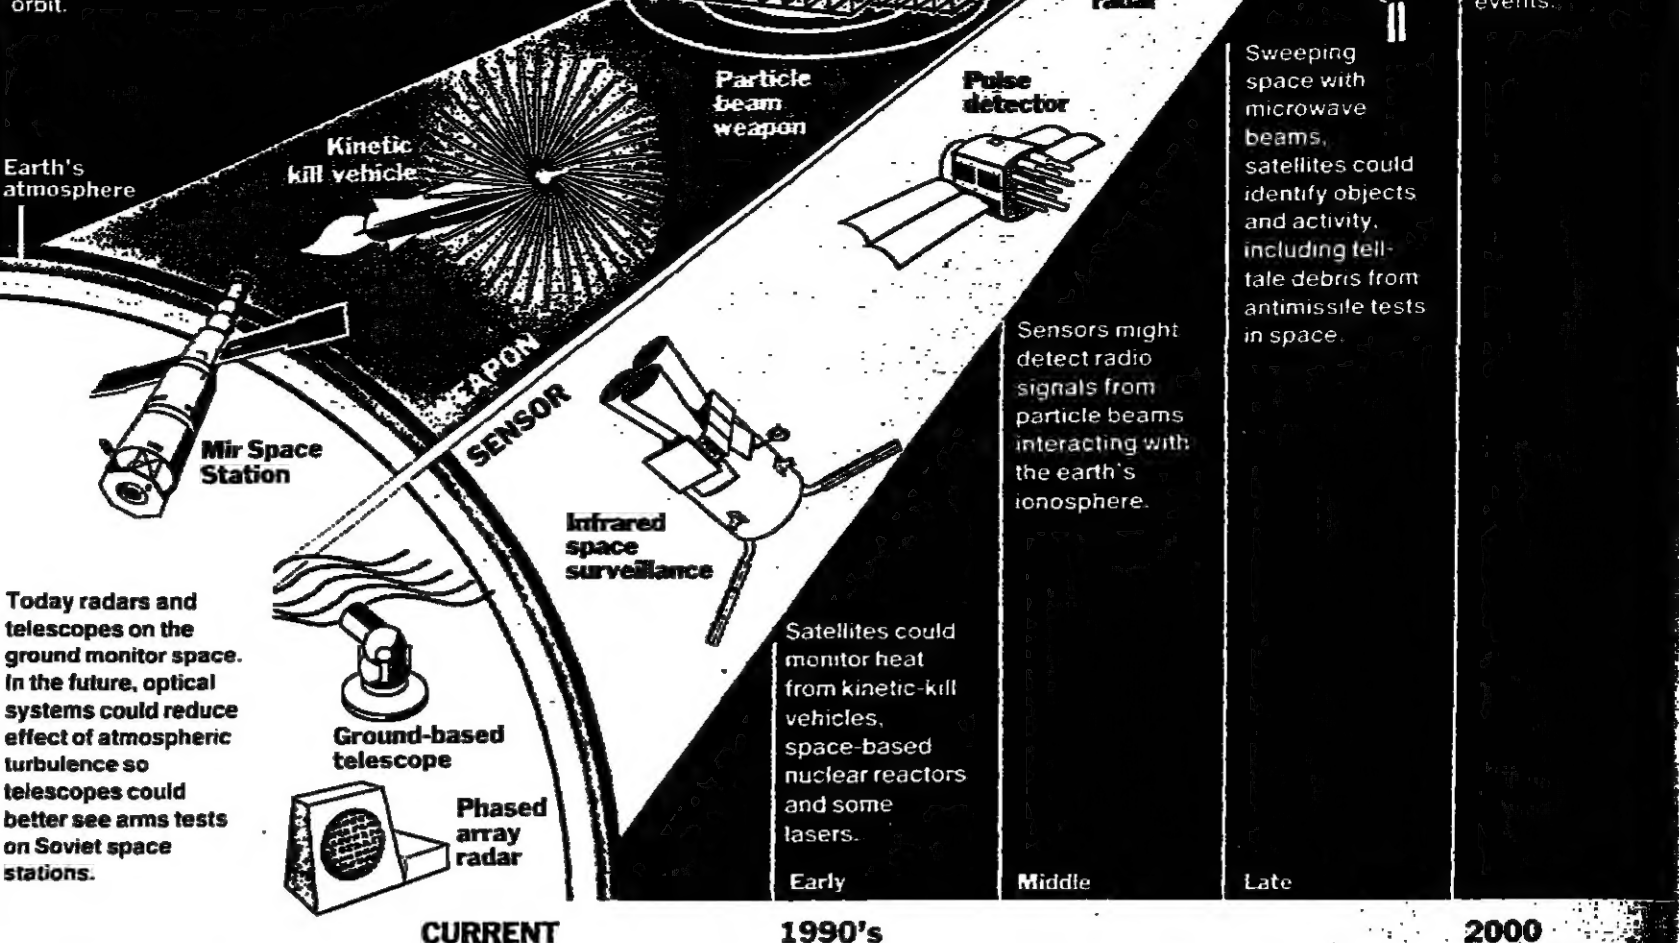 orbit.
events.
Particle
beam
weapon
Pulse
detector
Kinetic
kill vehicle
Earth's
atmosphere
Sweeping
space with
microwave
beams,
satellites could
identify objects
and activity,
including tell-
tale debris from
antimissile tests
in space.
Sensors might
detect radio
signals from
particle beams
interacting with
the earth's
ionosphere.
SENSOR
Mir Space
Station
Infrared
space
surveillance
Today radars and
telescopes on the
ground monitor space.
In the future, optical
systems could reduce
effect of atmospheric
turbulence so
telescopes could
better see arms tests
on Soviet space
stations.
Ground-based
telescope
Phased
array
radar
Satellites could
monitor heat
from kinetic-kill
vehicles,
space-based
nuclear reactors
and some
lasers.
Early
Middle
Late
CURRENT
1990's
2000